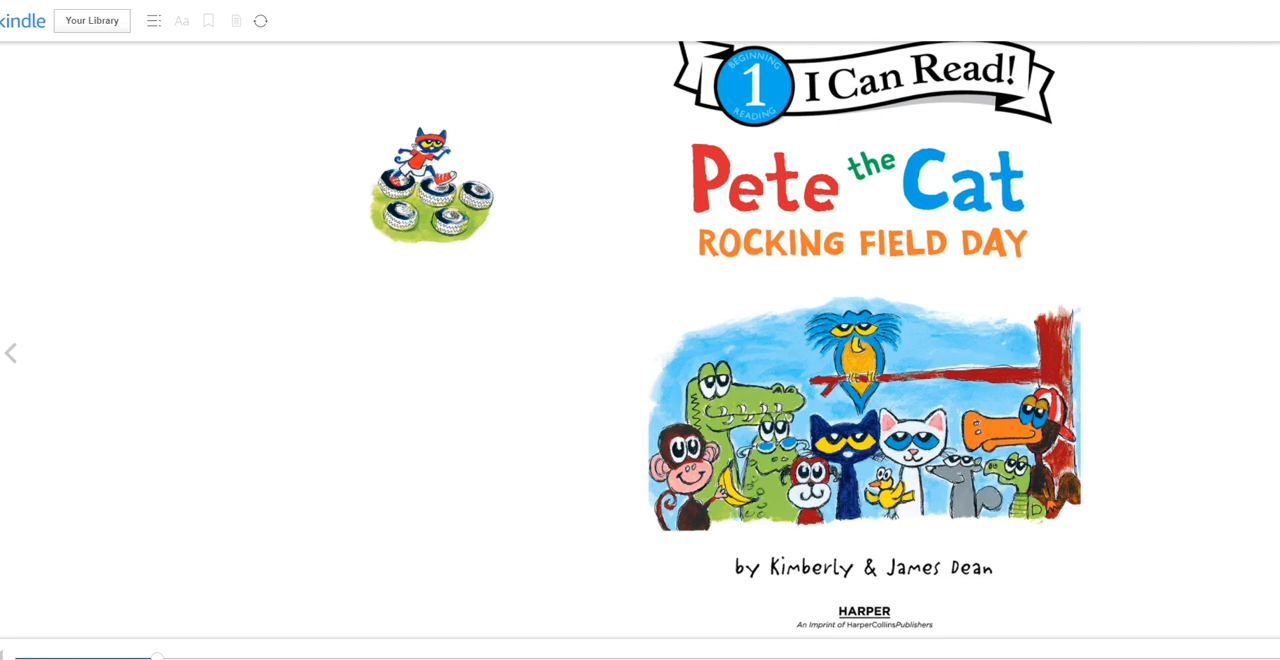 kindle
Your Library
Aa
BEGINNING
1
READING
I Can Read!
Pete the Cat
ROCKING FIELD DAY
by Kimberly & James Dean
HARPER
An Imprint of HarperCollinsPublishers